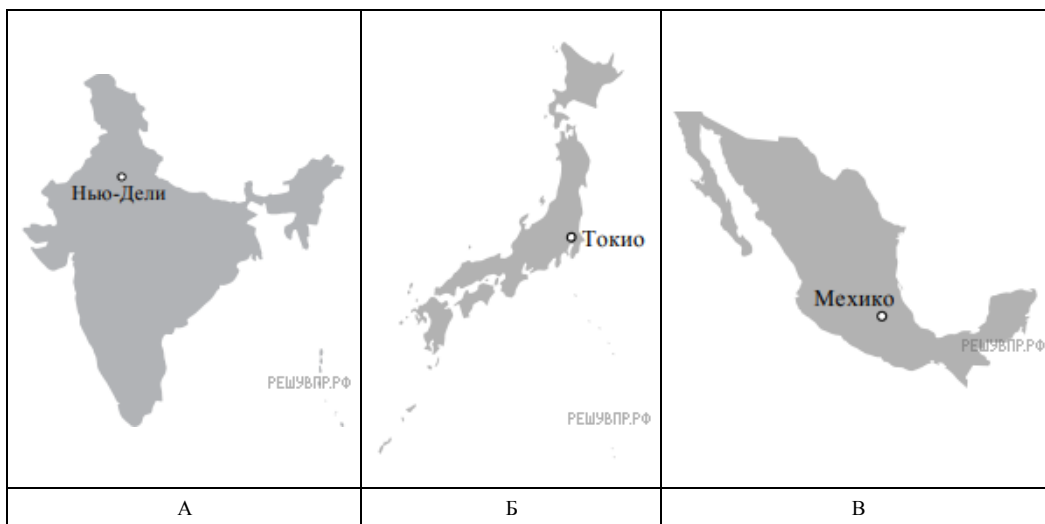 Нью-Дели
РЕШУВПР.РФ
Токио
РЕШУВПР.РФ
Мехико
РЕШУВПР.РФ
А
Б
В